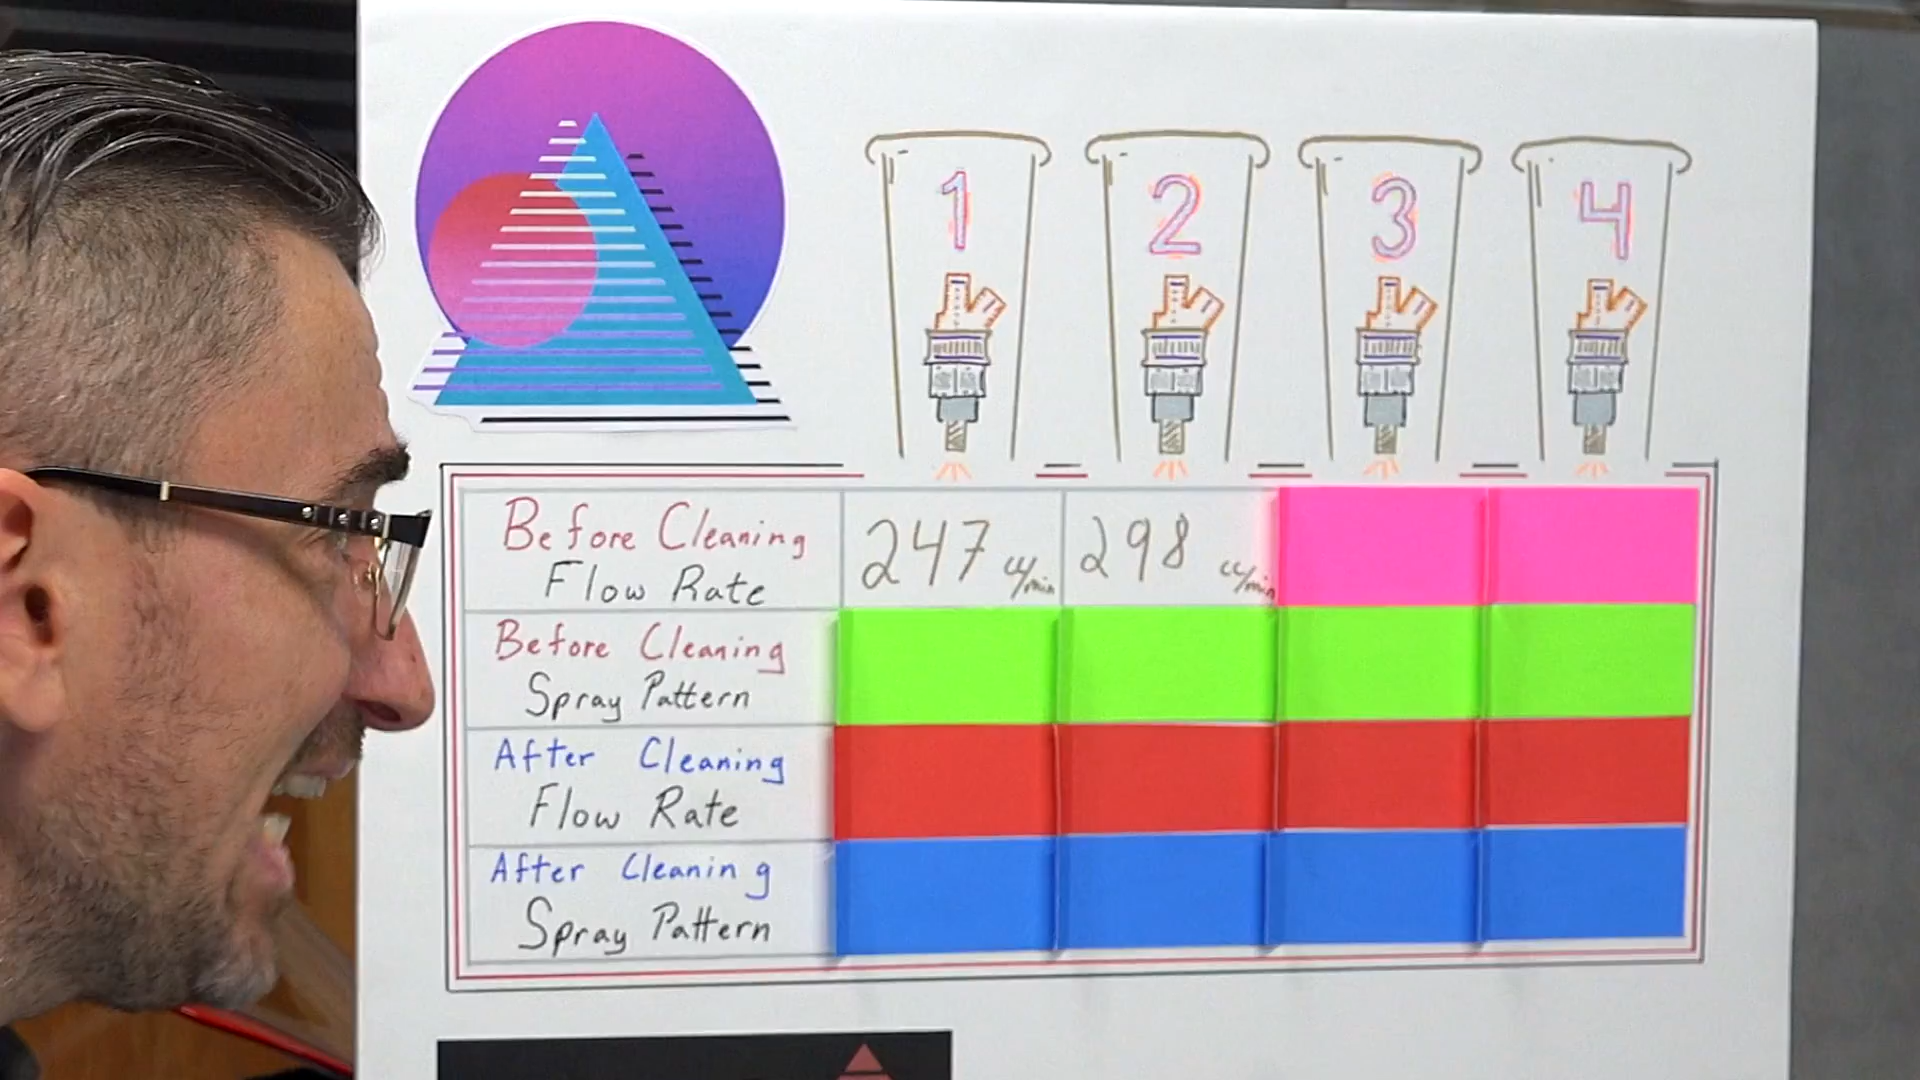 1 2 3 4
Before Cleaning
Flow Rate
247 cc/min 298 cc/min
Before Cleaning
Spray Pattern
After Cleaning
Flow Rate
After Cleaning
Spray Pattern